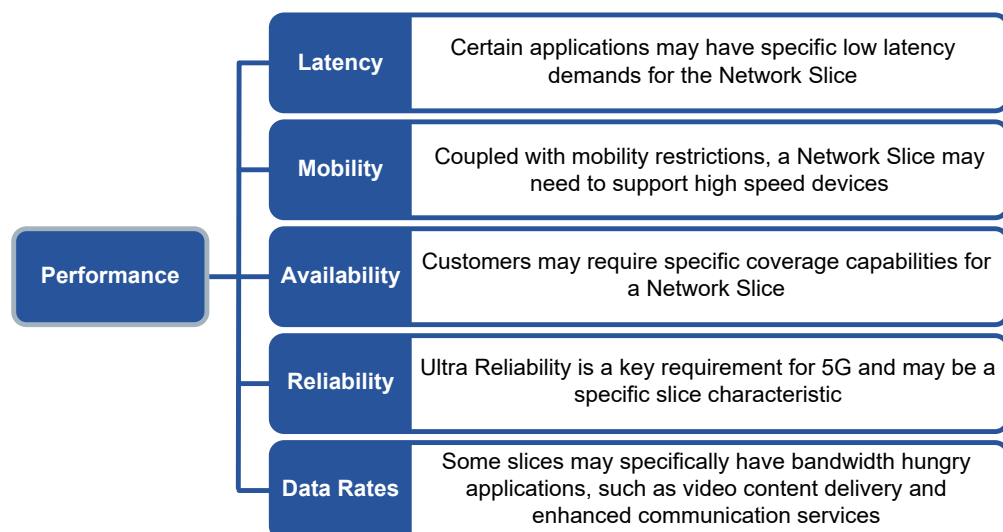 Performance
Latency
Certain applications may have specific low latency
demands for the Network Slice
Mobility
Coupled with mobility restrictions, a Network Slice may
need to support high speed devices
Availability
Customers may require specific coverage capabilities for
a Network Slice
Reliability
Ultra Reliability is a key requirement for 5G and may be a
specific slice characteristic
Data Rates
Some slices may specifically have bandwidth hungry
applications, such as video content delivery and
enhanced communication services